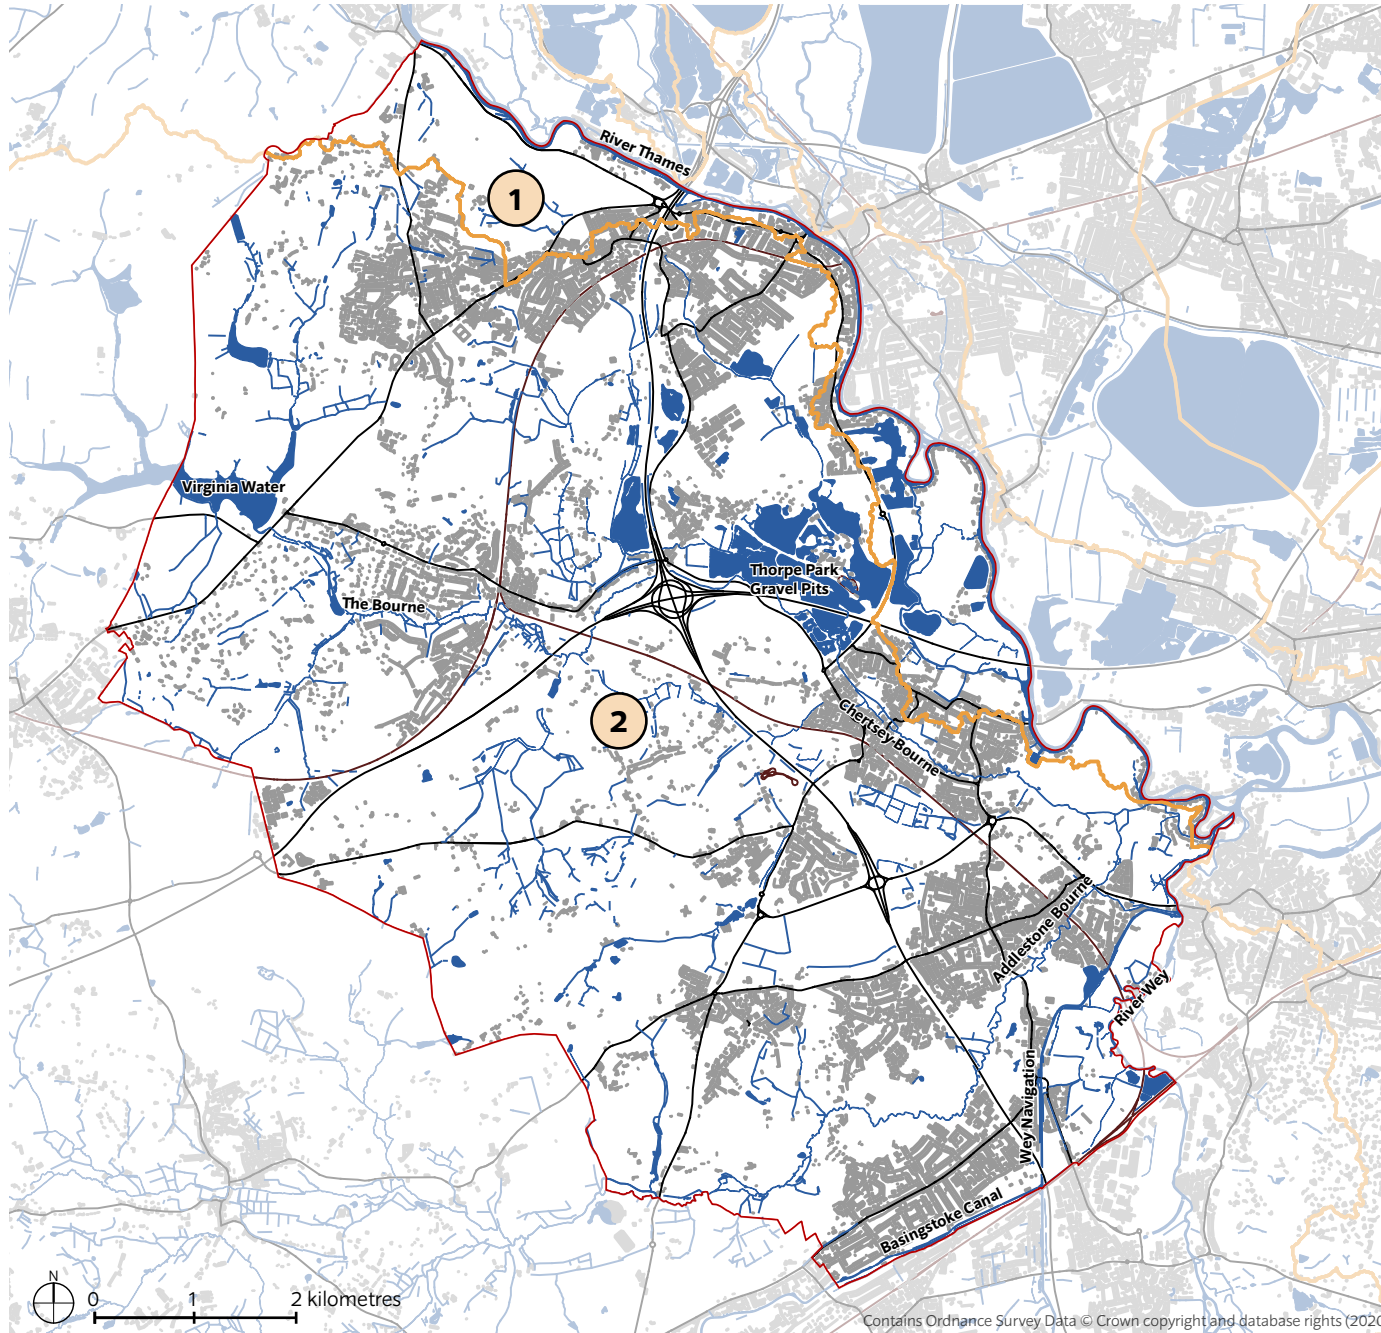 River Thames
1
Virginia Water
Thorpe Park
Gravel Pits
The Bourne
2
Chertsey Bourne
Addlestone Bourne
River Wey
Wey Navigation
Basingstoke Canal
N
0 1 2 kilometres
Contains Ordnance Survey Data © Crown copyright and database rights (2020